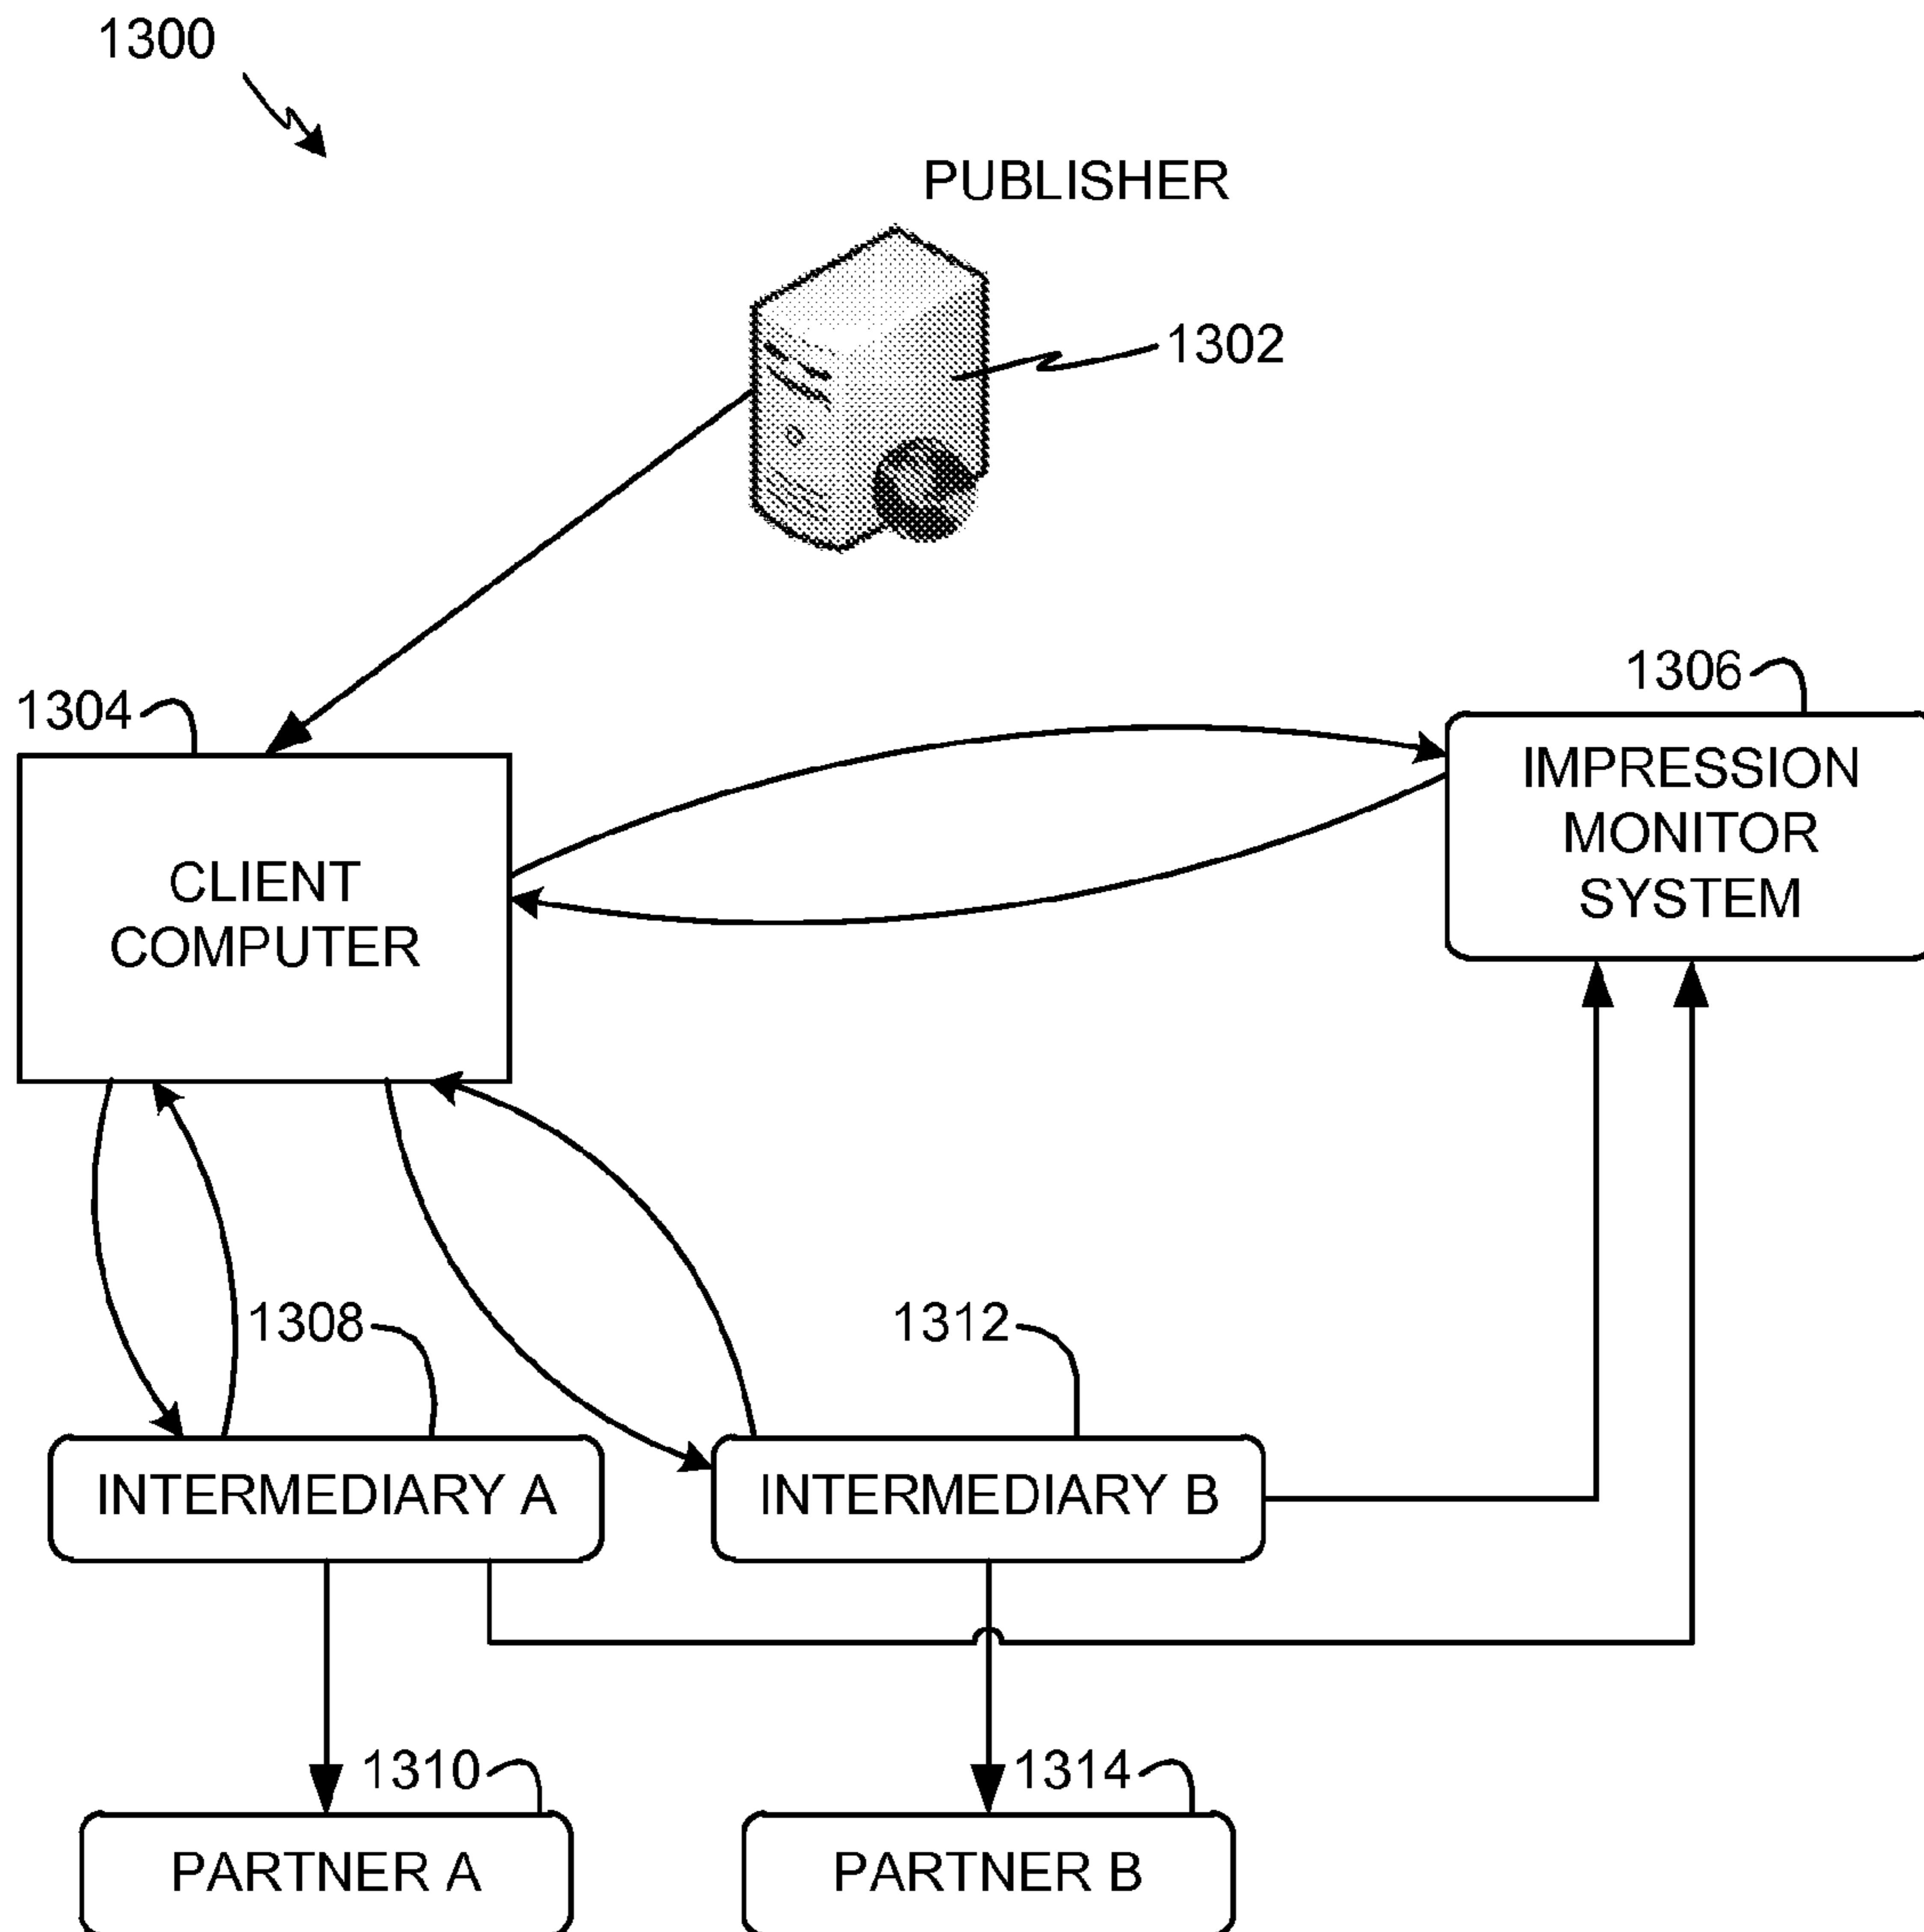 1300
PUBLISHER
1302
1304
1306
CLIENT
COMPUTER
IMPRESSION
MONITOR
SYSTEM
1308
1312
INTERMEDIARY A
INTERMEDIARY B
1310
1314
PARTNER A
PARTNER B